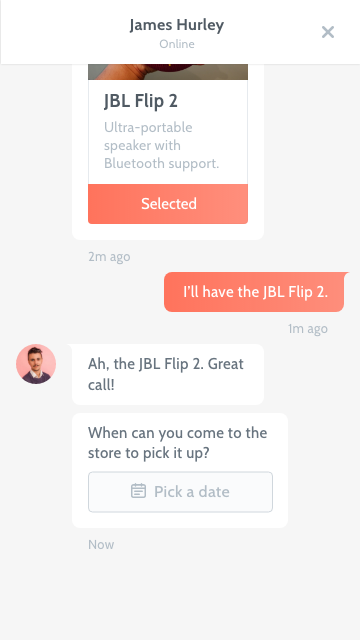 James Hurley
Online
JBL Flip 2
Ultra-portable
speaker with
Bluetooth support.
Selected
2m ago
I'll have the JBL Flip 2.
1m ago
Ah, the JBL Flip 2. Great
call!
When can you come to the
store to pick it up?
Pick a date
Now